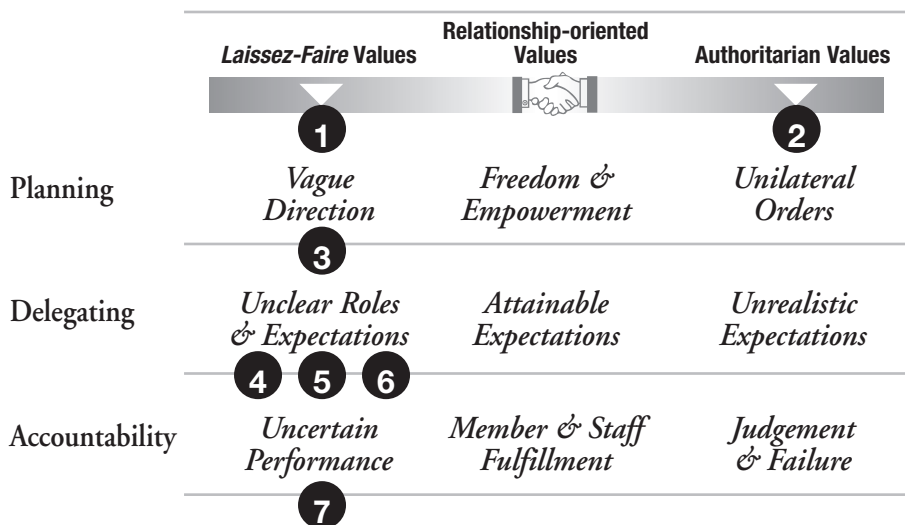 Laissez-Faire Values
Relationship-oriented
Values
Authoritarian Values
1
2
Planning
Vague
Direction
Freedom &
Empowerment
Unilateral
Orders
3
Delegating
Unclear Roles
& Expectations
Attainable
Expectations
Unrealistic
Expectations
4 5 6
Accountability
Uncertain
Performance
Member & Staff
Fulfillment
Judgement
& Failure
7